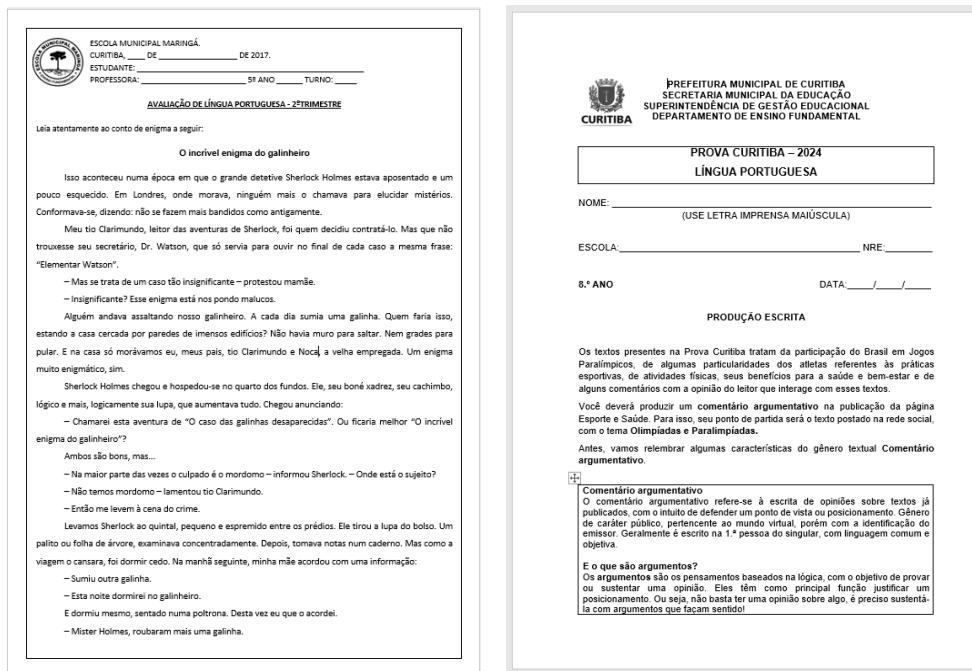 ESCOLA MUNICIPAL MARINGÁ.
CURITIBA, ____ DE __________________ DE 2017.
ESTUDANTE: ____________________________________________________
PROFESSORA: ________________________________ 5º ANO ______ TURNO: _____
AVALIAÇÃO DE LÍNGUA PORTUGUESA - 2ºTRIMESTRE
Leia atentamente ao conto de enigma a seguir:
O incrível enigma do galinheiro
Isso aconteceu numa época em que o grande detetive Sherlock Holmes estava aposentado e um
pouco esquecido. Em Londres, onde morava, ninguém mais o chamava para elucidar mistérios.
Conformava-se, dizendo: não se fazem mais bandidos como antigamente.
Meu tio Clarimundo, leitor das aventuras de Sherlock, foi quem decidiu contratá-lo. Mas que não
trouxesse seu secretário, Dr. Watson, que só servia para ouvir no final de cada caso a mesma frase:
“Elementar Watson”.
– Mas se trata de um caso tão insignificante – protestou mamãe.
– Insignificante? Esse enigma está nos pondo malucos.
Alguém andava assaltando nosso galinheiro. A cada dia sumia uma galinha. Quem faria isso,
estando a casa cercada por paredes de imensos edifícios? Não havia muro para saltar. Nem grades para
pular. E na casa só morávamos eu, meus pais, tio Clarimundo e Noca, a velha empregada. Um enigma
muito enigmático, sim.
Sherlock Holmes chegou e hospedou-se no quarto dos fundos. Ele, seu boné xadrez, seu cachimbo,
lógico e mais, logicamente sua lupa, que aumentava tudo. Chegou anunciando:
– Chamarei esta aventura de “O caso das galinhas desaparecidas”. Ou ficaria melhor “O incrível
enigma do galinheiro”?
Ambos são bons, mas...
– Na maior parte das vezes o culpado é o mordomo – informou Sherlock. – Onde está o sujeito?
– Não temos mordomo – lamentou tio Clarimundo.
– Então me levem à cena do crime.
Levamos Sherlock ao quintal, pequeno e espremido entre os prédios. Ele tirou a lupa do bolso. Um
palito ou folha de árvore, examinava concentradamente. Depois, tomava notas num caderno. Mas como a
viagem o cansara, foi dormir cedo. Na manhã seguinte, minha mãe acordou com uma informação:
– Sumiu outra galinha.
– Esta noite dormirei no galinheiro.
E dormiu mesmo, sentado numa poltrona. Desta vez eu que o acordei.
– Mister Holmes, roubaram mais uma galinha.
CURITIBA
PREFEITURA MUNICIPAL DE CURITIBA
SECRETARIA MUNICIPAL DA EDUCAÇÃO
SUPERINTENDÊNCIA DE GESTÃO EDUCACIONAL
DEPARTAMENTO DE ENSINO FUNDAMENTAL
PROVA CURITIBA – 2024
LÍNGUA PORTUGUESA
NOME: ____________________________________________________
(USE LETRA IMPRENSA MAIÚSCULA)
ESCOLA:________________________________________ NRE:________
8.º ANO DATA:_____/_____/_____
PRODUÇÃO ESCRITA
Os textos presentes na Prova Curitiba tratam da participação do Brasil em Jogos
Paralímpicos, de algumas particularidades dos atletas referentes às práticas
esportivas, de atividades físicas, seus benefícios para a saúde e bem-estar e de
alguns comentários com a opinião do leitor que interage com esses textos.
Você deverá produzir um comentário argumentativo na publicação da página
Esporte e Saúde. Para isso, seu ponto de partida será o texto postado na rede social,
com o tema Olimpíadas e Paralimpíadas.
Antes, vamos relembrar algumas características do gênero textual Comentário
argumentativo.
Comentário argumentativo
O comentário argumentativo refere-se à escrita de opiniões sobre textos já
publicados, com o intuito de defender um ponto de vista ou posicionamento. Gênero
de caráter público, pertencente ao mundo virtual, porém com a identificação do
emissor. Geralmente é escrito na 1.ª pessoa do singular, com linguagem comum e
objetiva.
E o que são argumentos?
Os argumentos são os pensamentos baseados na lógica, com o objetivo de provar
ou sustentar uma opinião. Eles têm como principal função justificar um
posicionamento. Ou seja, não basta ter uma opinião sobre algo, é preciso sustentá-
la com argumentos que façam sentido!